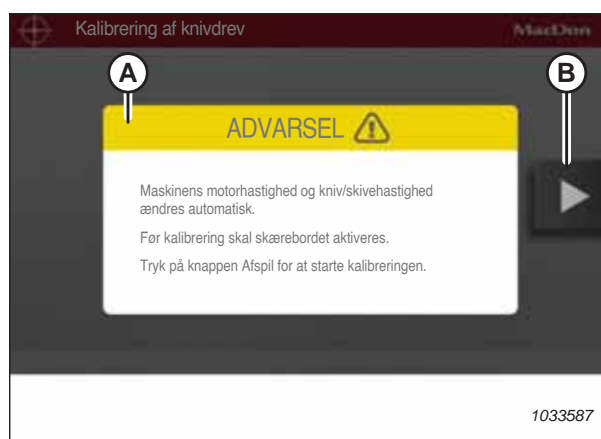 Kalibrering af knivdrev
MacDon
A
B
ADVARSEL
Maskinens motorhastighed og kniv/skivehastighed
ændres automatisk.
Før kalibrering skal skærebordet aktiveres.
Tryk på knappen Afspil for at starte kalibreringen.
1033587